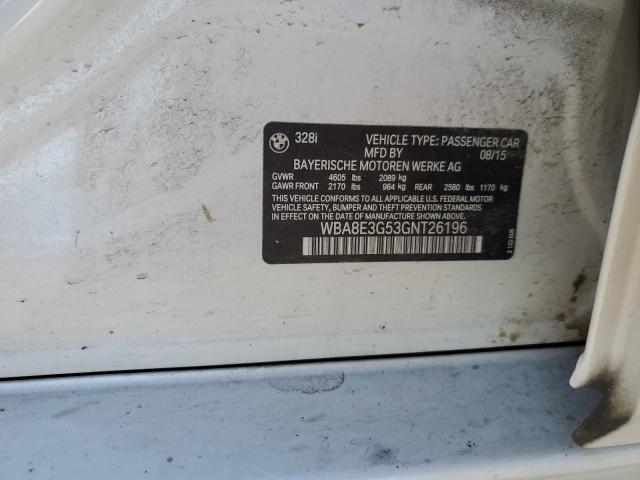 328i VEHICLE TYPE: PASSENGER CAR
MFD BY 08/15
BAYERISCHE MOTOREN WERKE AG
GVWR 4605 lbs 2089 kg
GAWR FRONT 2170 lbs 984 kg REAR 2580 lbs 1170 kg
THIS VEHICLE CONFORMS TO ALL APPLICABLE U.S. FEDERAL MOTOR
VEHICLE SAFETY, BUMPER, AND THEFT PREVENTION STANDARDS
IN EFFECT ON THE DATE OF MANUFACTURE SHOWN ABOVE.
WBA8E3G53GNT26196